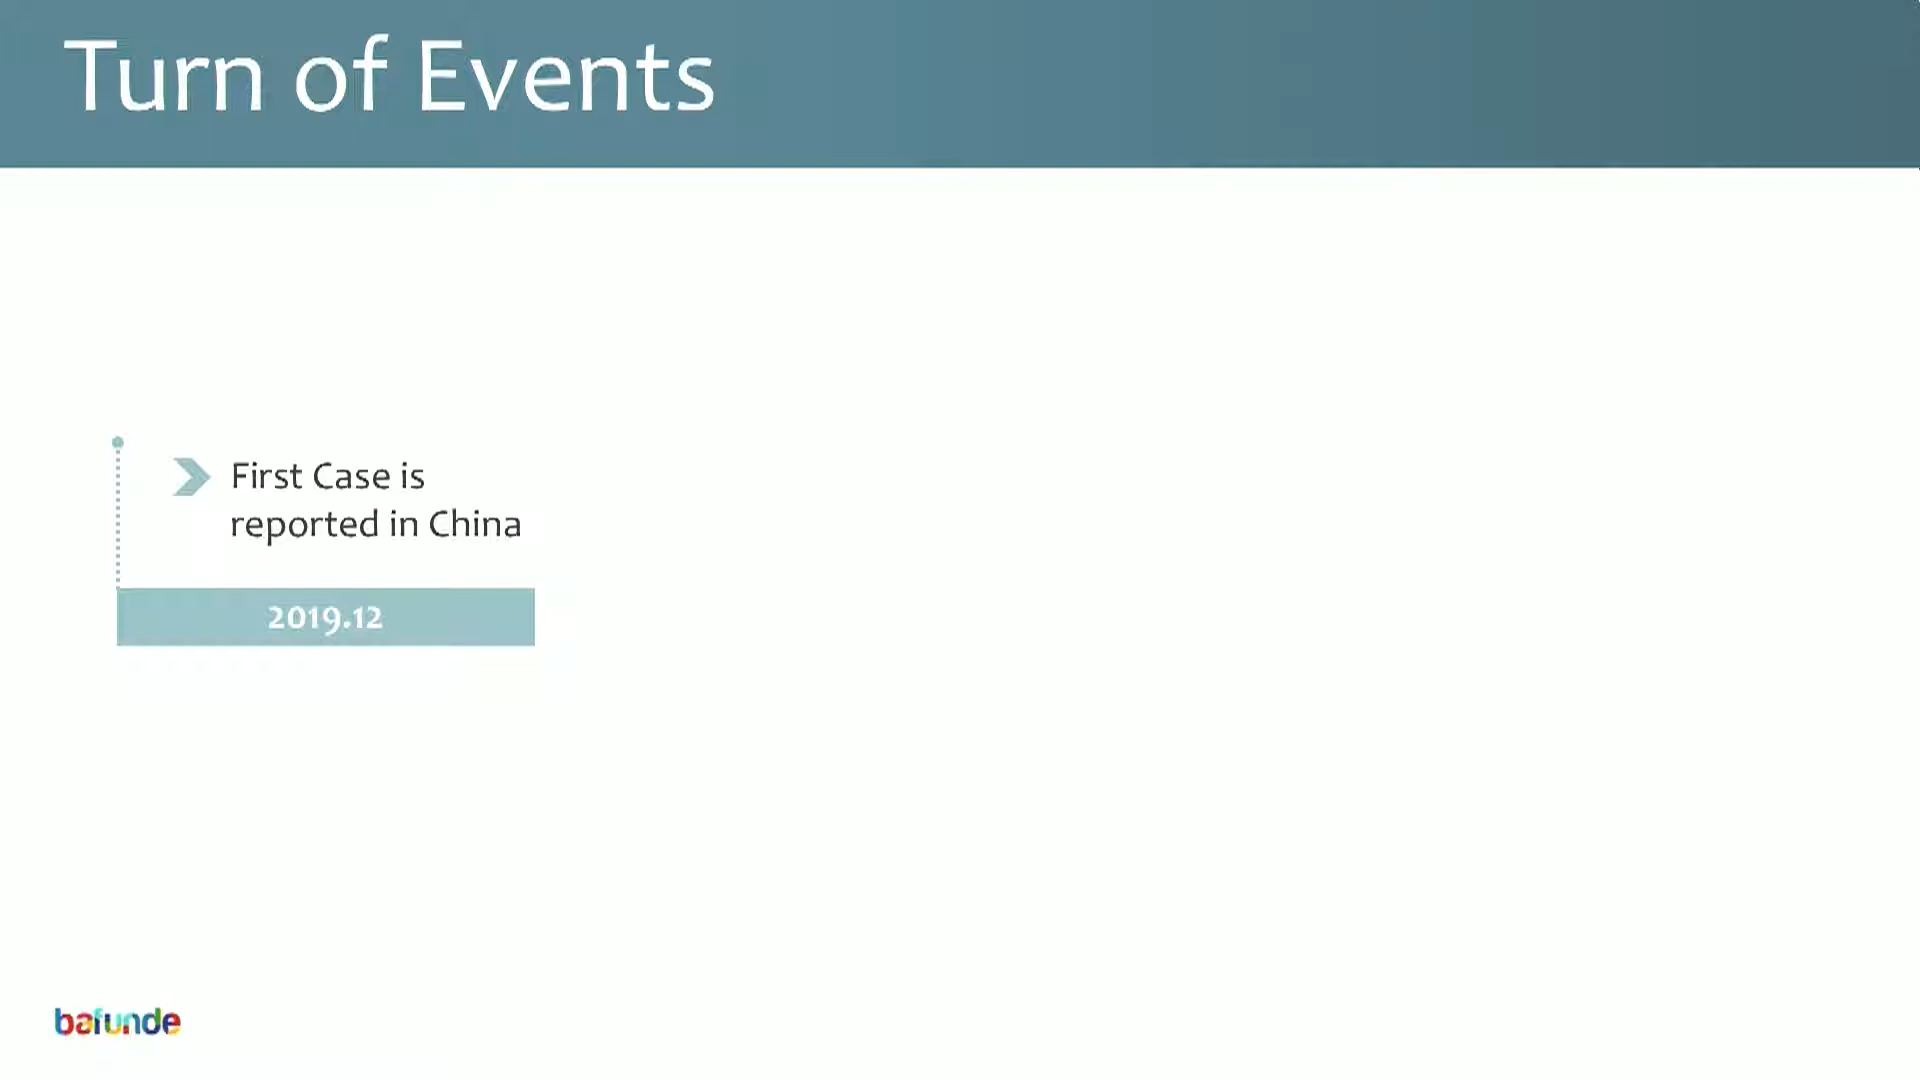 Turn of Events
First Case is
reported in China
2019.12
bafunde